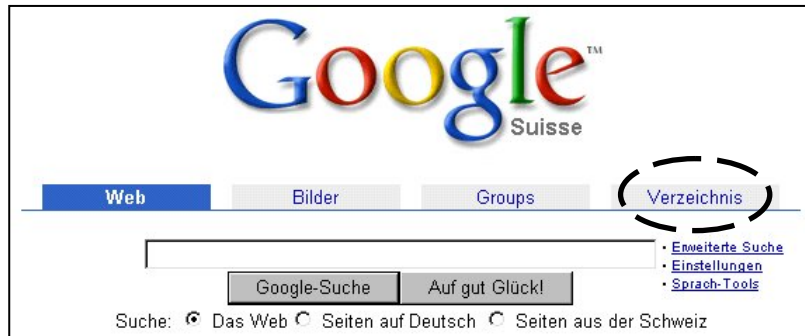 Google™
Suisse
Web Bilder Groups Verzeichnis
Erweiterte Suche
Einstellungen
Google-Suche Auf gut Glück! Sprach-Tools
Suche: Das Web Seiten auf Deutsch Seiten aus der Schweiz